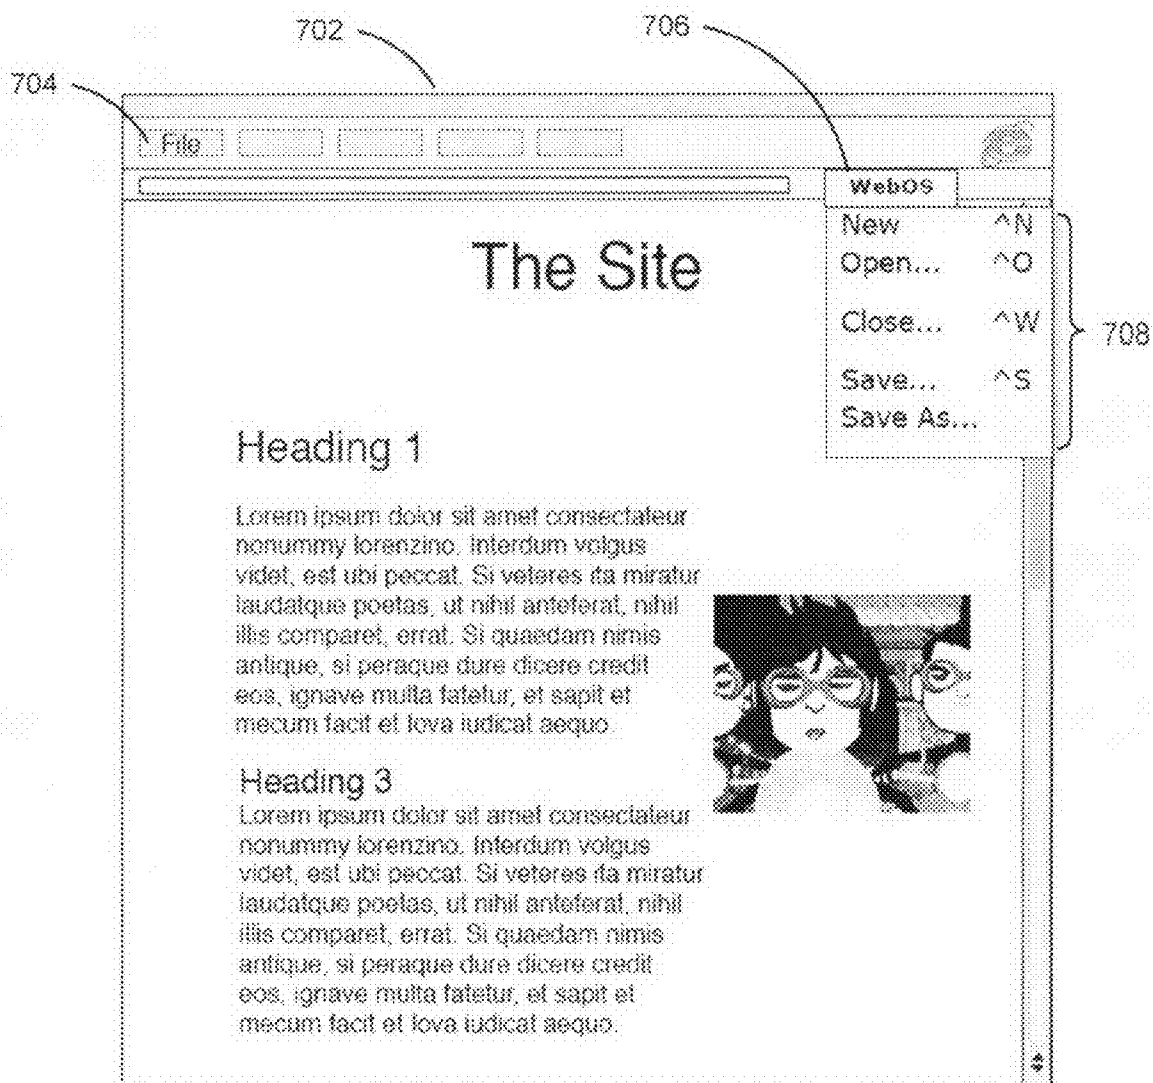 702
706
704
File
WebOS
New ^N
Open... ^O
Close... ^W
Save... ^S
Save As...
708
The Site
Heading 1
Lorem ipsum dolor sit amet consectateur
nonummy lorenzino. Interdum volgus
videt, est ubi peccat. Si veteres ita miratur
laudatque poetas, ut nihil anteferat, nihil
illis comparet, errat. Si quaedam nimis
antique, si peraque dure dicere credit
eos, ignave multa fatetur, et sapit et
mecum facit et Iova iudicat aequo.
Heading 3
Lorem ipsum dolor sit amet consectateur
nonummy lorenzino. Interdum volgus
videt, est ubi peccat. Si veteres ita miratur
laudatque poetas, ut nihil anteferat, nihil
illis comparet, errat. Si quaedam nimis
antique, si peraque dure dicere credit
eos, ignave multa fatetur, et sapit et
mecum facit et Iova iudicat aequo.